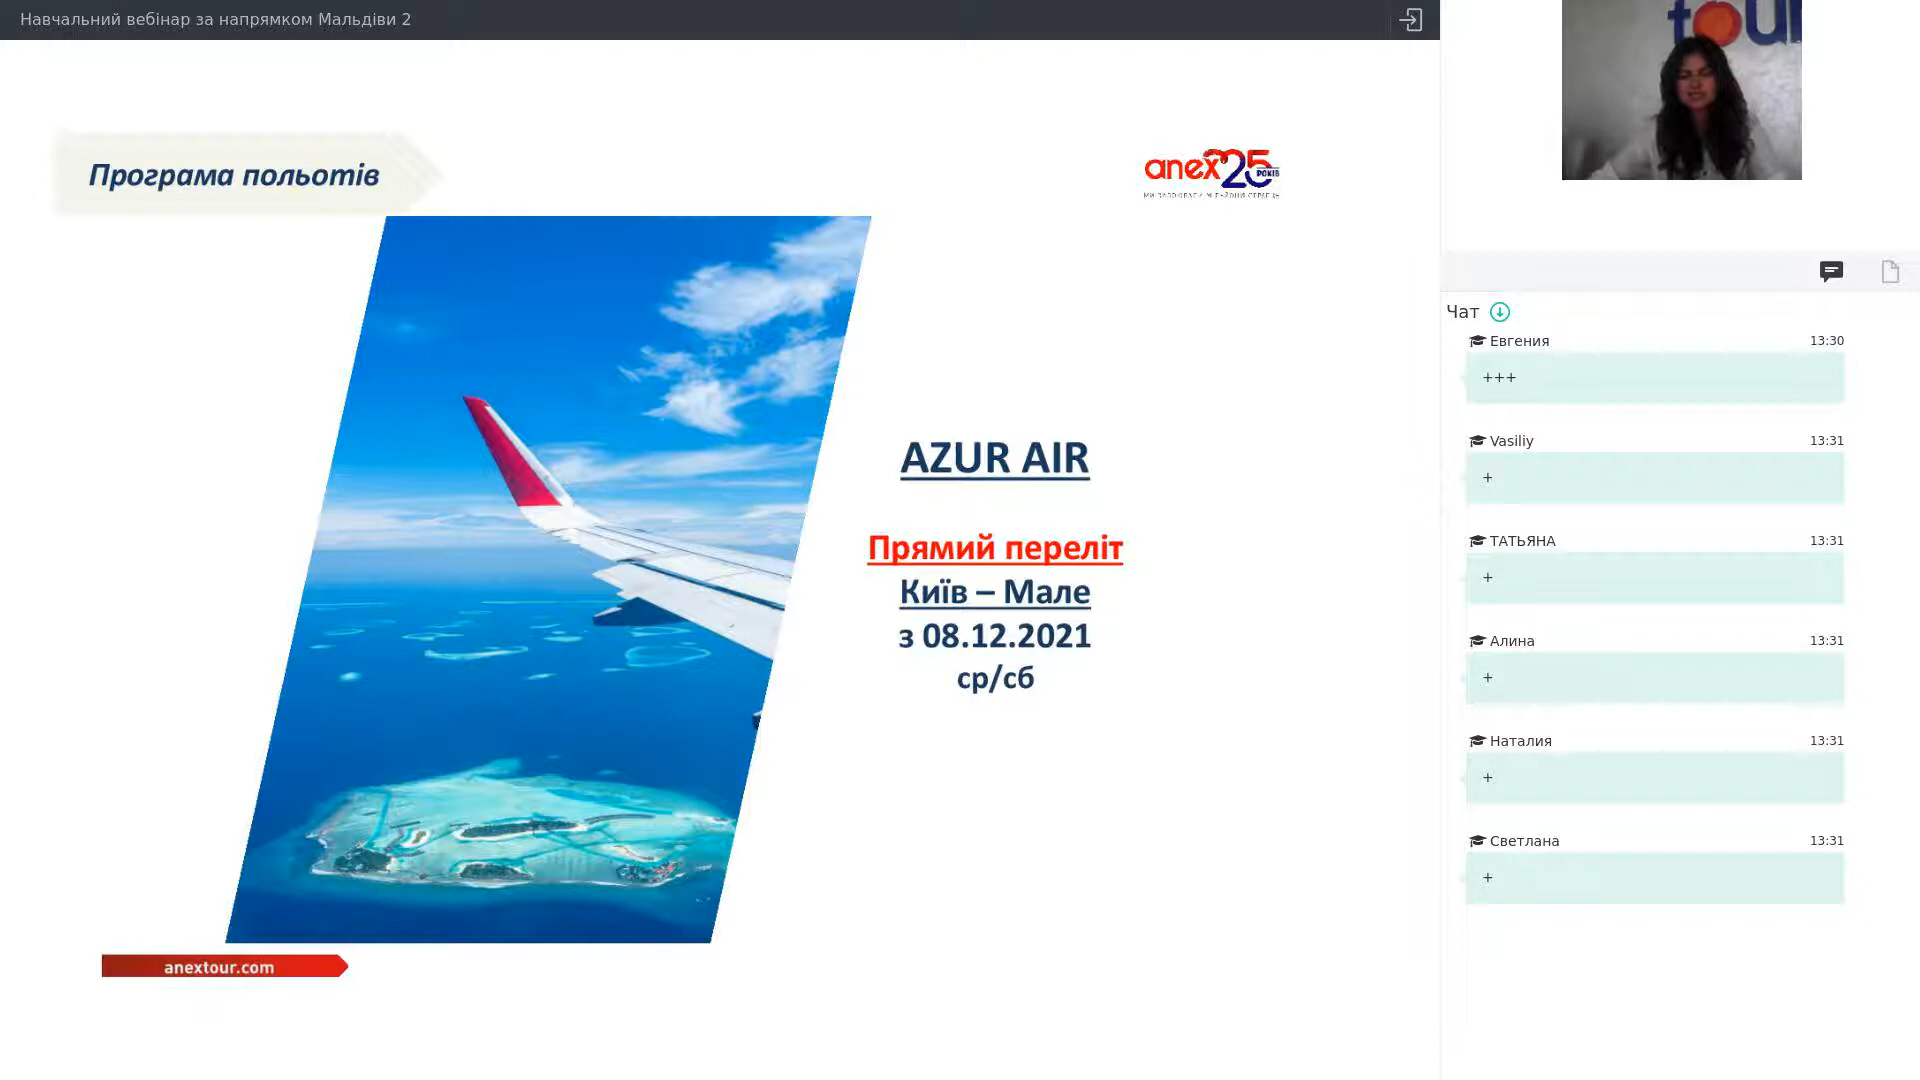 Навчальний вебінар за напрямком Мальдіви 2
tour
Програма польотів
anex 25
РОКІВ
AZUR AIR
Прямий переліт
Київ – Мале
з 08.12.2021
ср/сб
anextour.com
Чат
Евгения 13:30
+++
Vasiliy 13:31
+
ТАТЬЯНА 13:31
+
Алина 13:31
+
Наталия 13:31
+
Светлана 13:31
+